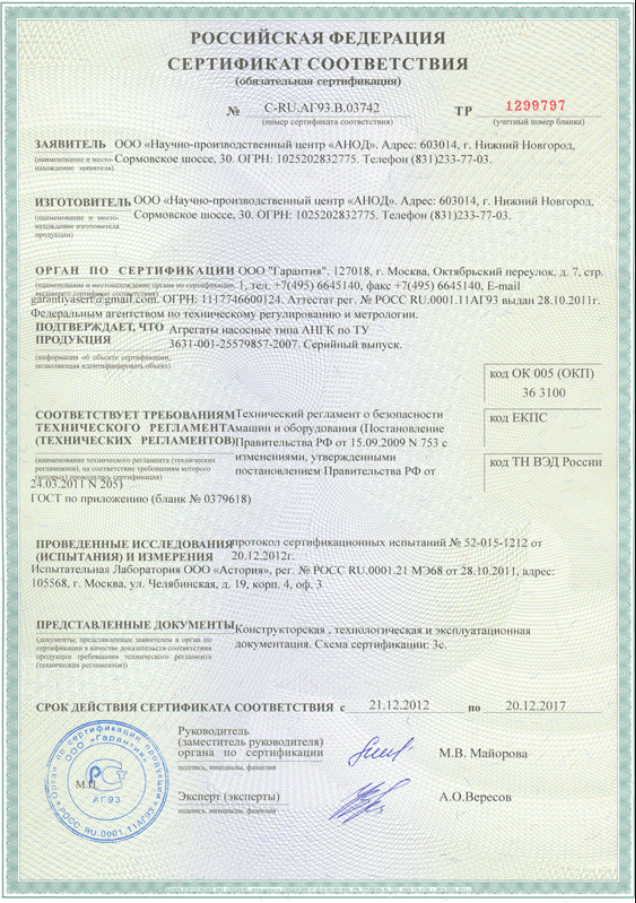 РОССИЙСКАЯ ФЕДЕРАЦИЯ
СЕРТИФИКАТ СООТВЕТСТВИЯ
(обязательная сертификация)
№ C-RU.АГ93.В.03742 ТР 1299797
(номер сертификата соответствия) (учетный номер бланка)
ЗАЯВИТЕЛЬ ООО «Научно-производственный центр «АНОД». Адрес: 603014, г. Нижний Новгород,
(наименование и место- Сормовское шоссе, 30. ОГРН: 1025202832775. Телефон (831)233-77-03.
нахождение заявителя)
ИЗГОТОВИТЕЛЬ ООО «Научно-производственный центр «АНОД». Адрес: 603014, г. Нижний Новгород,
(наименование и место- Сормовское шоссе, 30. ОГРН: 1025202832775. Телефон (831)233-77-03.
нахождение изготовителя
продукции)
ОРГАН ПО СЕРТИФИКАЦИИ ООО "Гарантия". 127018, г. Москва, Октябрьский переулок, д. 7, стр.
(наименование и местонахождение органа по сертификации, 1, тел. +7(495) 6645140, факс +7(495) 6645140, E-mail
garantiyasert@gmail.com. ОГРН: 1117746600124. Аттестат рег. № РОСС RU.0001.11АГ93 выдан 28.10.2011г.
Федеральным агентством по техническому регулированию и метрологии.
ПОДТВЕРЖДАЕТ, ЧТО Агрегаты насосные типа АНГК по ТУ
ПРОДУКЦИЯ 3631-001-25579857-2007. Серийный выпуск.
(информация об объекте сертификации,
позволяющая идентифицировать объект)
код ОК 005 (ОКП)
36 3100
СООТВЕТСТВУЕТ ТРЕБОВАНИЯМ Технический регламент о безопасности
ТЕХНИЧЕСКОГО РЕГЛАМЕНТА машин и оборудования (Постановление
код ЕКПС
(ТЕХНИЧЕСКИХ РЕГЛАМЕНТОВ) Правительства РФ от 15.09.2009 N 753 с
(наименование технического регламента (технических изменениями, утвержденными
регламентов), на соответствие требованиям которого постановлением Правительства РФ от
код ТН ВЭД России
24.03.2011 N 205)
ГОСТ по приложению (бланк № 0379618)
ПРОВЕДЕННЫЕ ИССЛЕДОВАНИЯ протокол сертификационных испытаний № 52-015-1212 от
(ИСПЫТАНИЯ) И ИЗМЕРЕНИЯ 20.12.2012г.
Испытательная Лаборатория ООО «Астория», рег. № РОСС RU.0001.21 МЭ68 от 28.10.2011, адрес:
105568, г. Москва, ул. Челябинская, д. 19, корп. 4, оф. 3
ПРЕДСТАВЛЕННЫЕ ДОКУМЕНТЫ Конструкторская , технологическая и эксплуатационная
(документы, представленные заявителем в орган по документация. Схема сертификации: 3с.
сертификации в качестве доказательств соответствия
продукции требованиям технического регламента
(технических регламентов))
СРОК ДЕЙСТВИЯ СЕРТИФИКАТА СООТВЕТСТВИЯ с 21.12.2012 по 20.12.2017
Руководитель
(заместитель руководителя)
органа по сертификации М.В. Майорова
подпись, инициалы, фамилия
М.П.
Эксперт (эксперты) А.О.Вересов
подпись, инициалы, фамилия
Орган по сертификации продукции
ООО «Гарантия»
АГ93
РОСС RU.0001.11АГ93